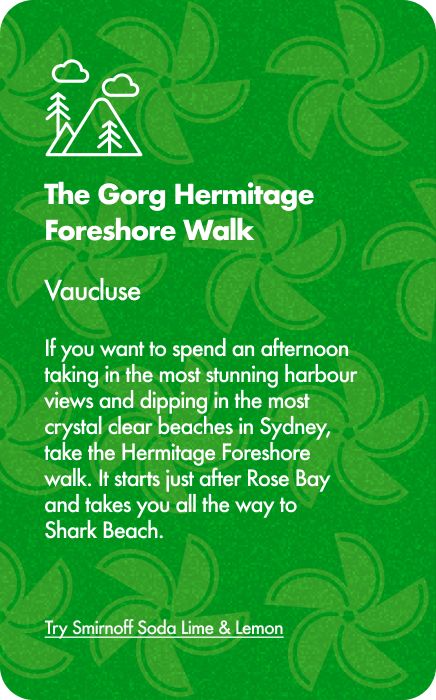 The Gorg Hermitage
Foreshore Walk
Vaucluse
If you want to spend an afternoon
taking in the most stunning harbour
views and dipping in the most
crystal clear beaches in Sydney,
take the Hermitage Foreshore
walk. It starts just after Rose Bay
and takes you all the way to
Shark Beach.
Try Smirnoff Soda Lime & Lemon